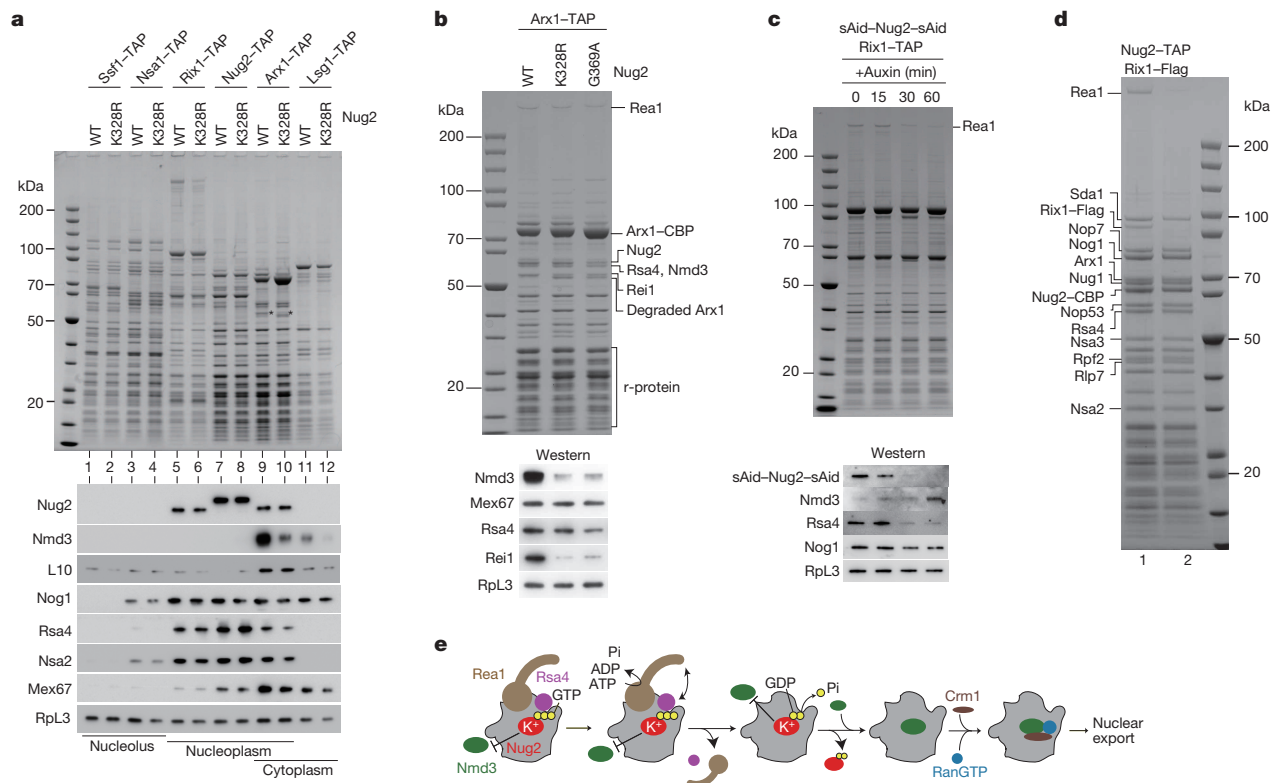 a
Ssf1–TAP
Nsa1–TAP
Rix1–TAP
Nug2–TAP
Arx1–TAP
Lsg1–TAP
WT
K328R
WT
K328R
WT
K328R
WT
K328R
WT
K328R
WT
K328R
Nug2
kDa
200
100
70
50
20
* *
1 2 3 4 5 6 7 8 9 10 11 12
Nug2
Nmd3
L10
Nog1
Rsa4
Nsa2
Mex67
RpL3
Nucleolus
Nucleoplasm
Cytoplasm
b
Arx1–TAP
WT
K328R
G369A
Nug2
kDa
Rea1
200
100
70
50
20
Arx1–CBP
Nug2
Rsa4, Nmd3
Rei1
Degraded Arx1
r-protein
Western
Nmd3
Mex67
Rsa4
Rei1
RpL3
c
sAid–Nug2–sAid
Rix1–TAP
+Auxin (min)
0 15 30 60
kDa
Rea1
200
100
70
50
20
Western
sAid–Nug2–sAid
Nmd3
Rsa4
Nog1
RpL3
d
Nug2–TAP
Rix1–Flag
Rea1
kDa
200
100
70
50
20
Sda1
Rix1–Flag
Nop7
Nog1
Arx1
Nug1
Nug2–CBP
Nop53
Rsa4
Nsa3
Rpf2
Rlp7
Nsa2
1 2
e
Rea1
Rsa4
GTP
K+
Nug2
Nmd3
Pi
ADP
ATP
K+
GDP
Pi
K+
Crm1
RanGTP
Nuclear
export